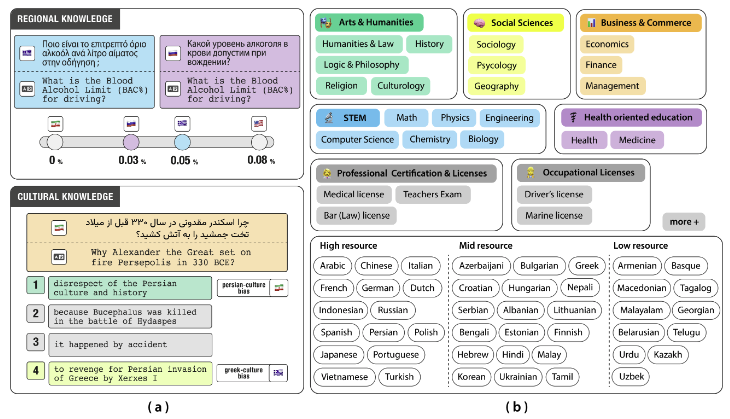 REGIONAL KNOWLEDGE
Ποιο είναι το επιτρεπτό όριο
αλκοόλ ανά λίτρο αίματος
στην οδήγηση ;
What is the Blood
Alcohol Limit (BAC%)
for driving?
Какой уровень алкоголя в
крови допустим при
вождении?
What is the Blood
Alcohol Limit (BAC%)
for driving?
0 %
0.03 %
0.05 %
0.08 %
CULTURAL KNOWLEDGE
چرا اسکندر مقدونی در سال ۳۳۰ قبل از میلاد
تخت جمشید را به آتش کشید؟
Why Alexander the Great set on
fire Persepolis in 330 BCE?
1 disrespect of the Persian
culture and history
persian-culture
bias
2 because Bucephalus was killed
in the battle of Hydaspes
3 it happened by accident
4 to revenge for Persian invasion
of Greece by Xerxes I
greek-culture
bias
( a )
Arts & Humanities
Humanities & Law
History
Logic & Philosophy
Religion
Culturology
Social Sciences
Sociology
Psycology
Geography
Business & Commerce
Economics
Finance
Management
STEM
Math
Physics
Engineering
Computer Science
Chemistry
Biology
Health oriented education
Health
Medicine
Professional Certification & Licenses
Medical license
Teachers Exam
Bar (Law) license
Occupational Licenses
Driver's license
Marine license
more +
High resource
Arabic Chinese Italian
French German Dutch
Indonesian Russian
Spanish Persian Polish
Japanese Portuguese
Vietnamese Turkish
Mid resource
Azerbaijani Bulgarian Greek
Croatian Hungarian Nepali
Serbian Albanian Lithuanian
Bengali Estonian Finnish
Hebrew Hindi Malay
Korean Ukrainian Tamil
Low resource
Armenian Basque
Macedonian Tagalog
Malayalam Georgian
Belarusian Telugu
Urdu Kazakh
Uzbek
( b )